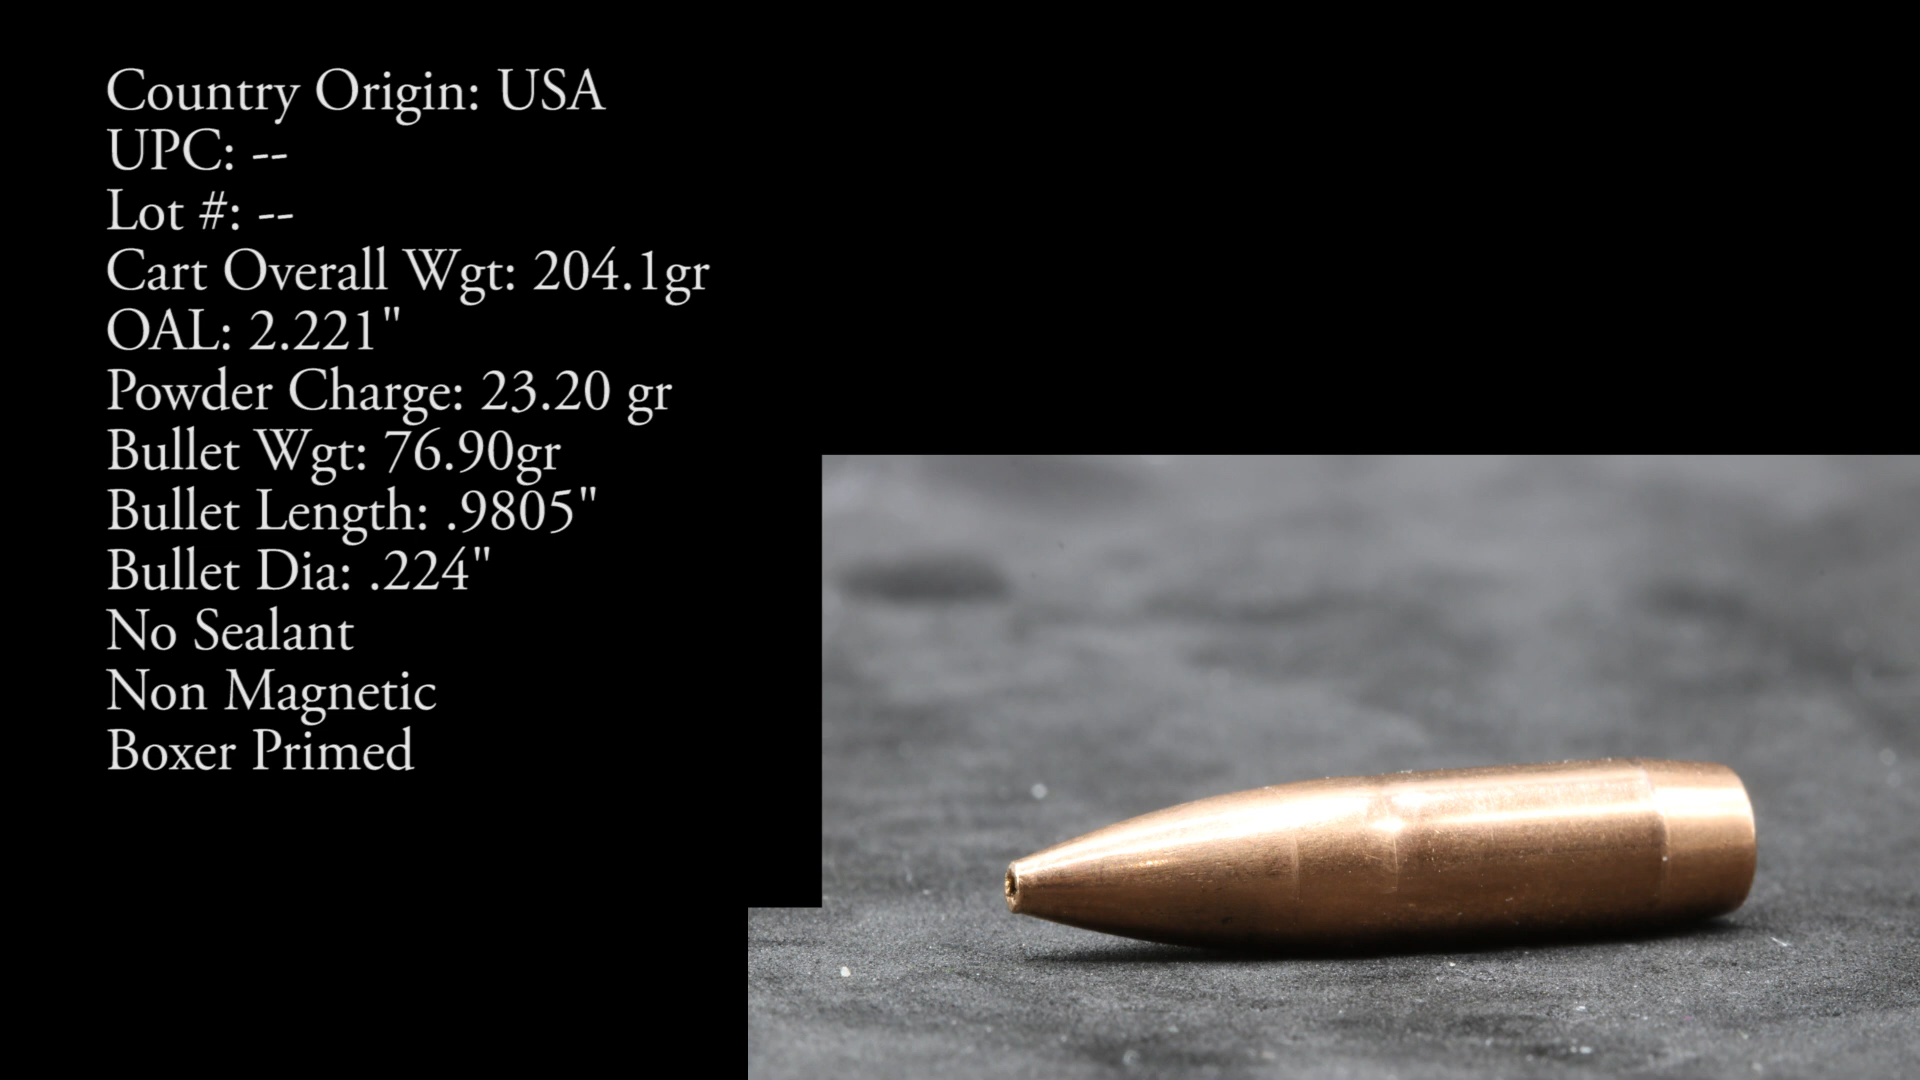 Country Origin: USA
UPC: --
Lot #: --
Cart Overall Wgt: 204.1gr
OAL: 2.221"
Powder Charge: 23.20 gr
Bullet Wgt: 76.90gr
Bullet Length: .9805"
Bullet Dia: .224"
No Sealant
Non Magnetic
Boxer Primed